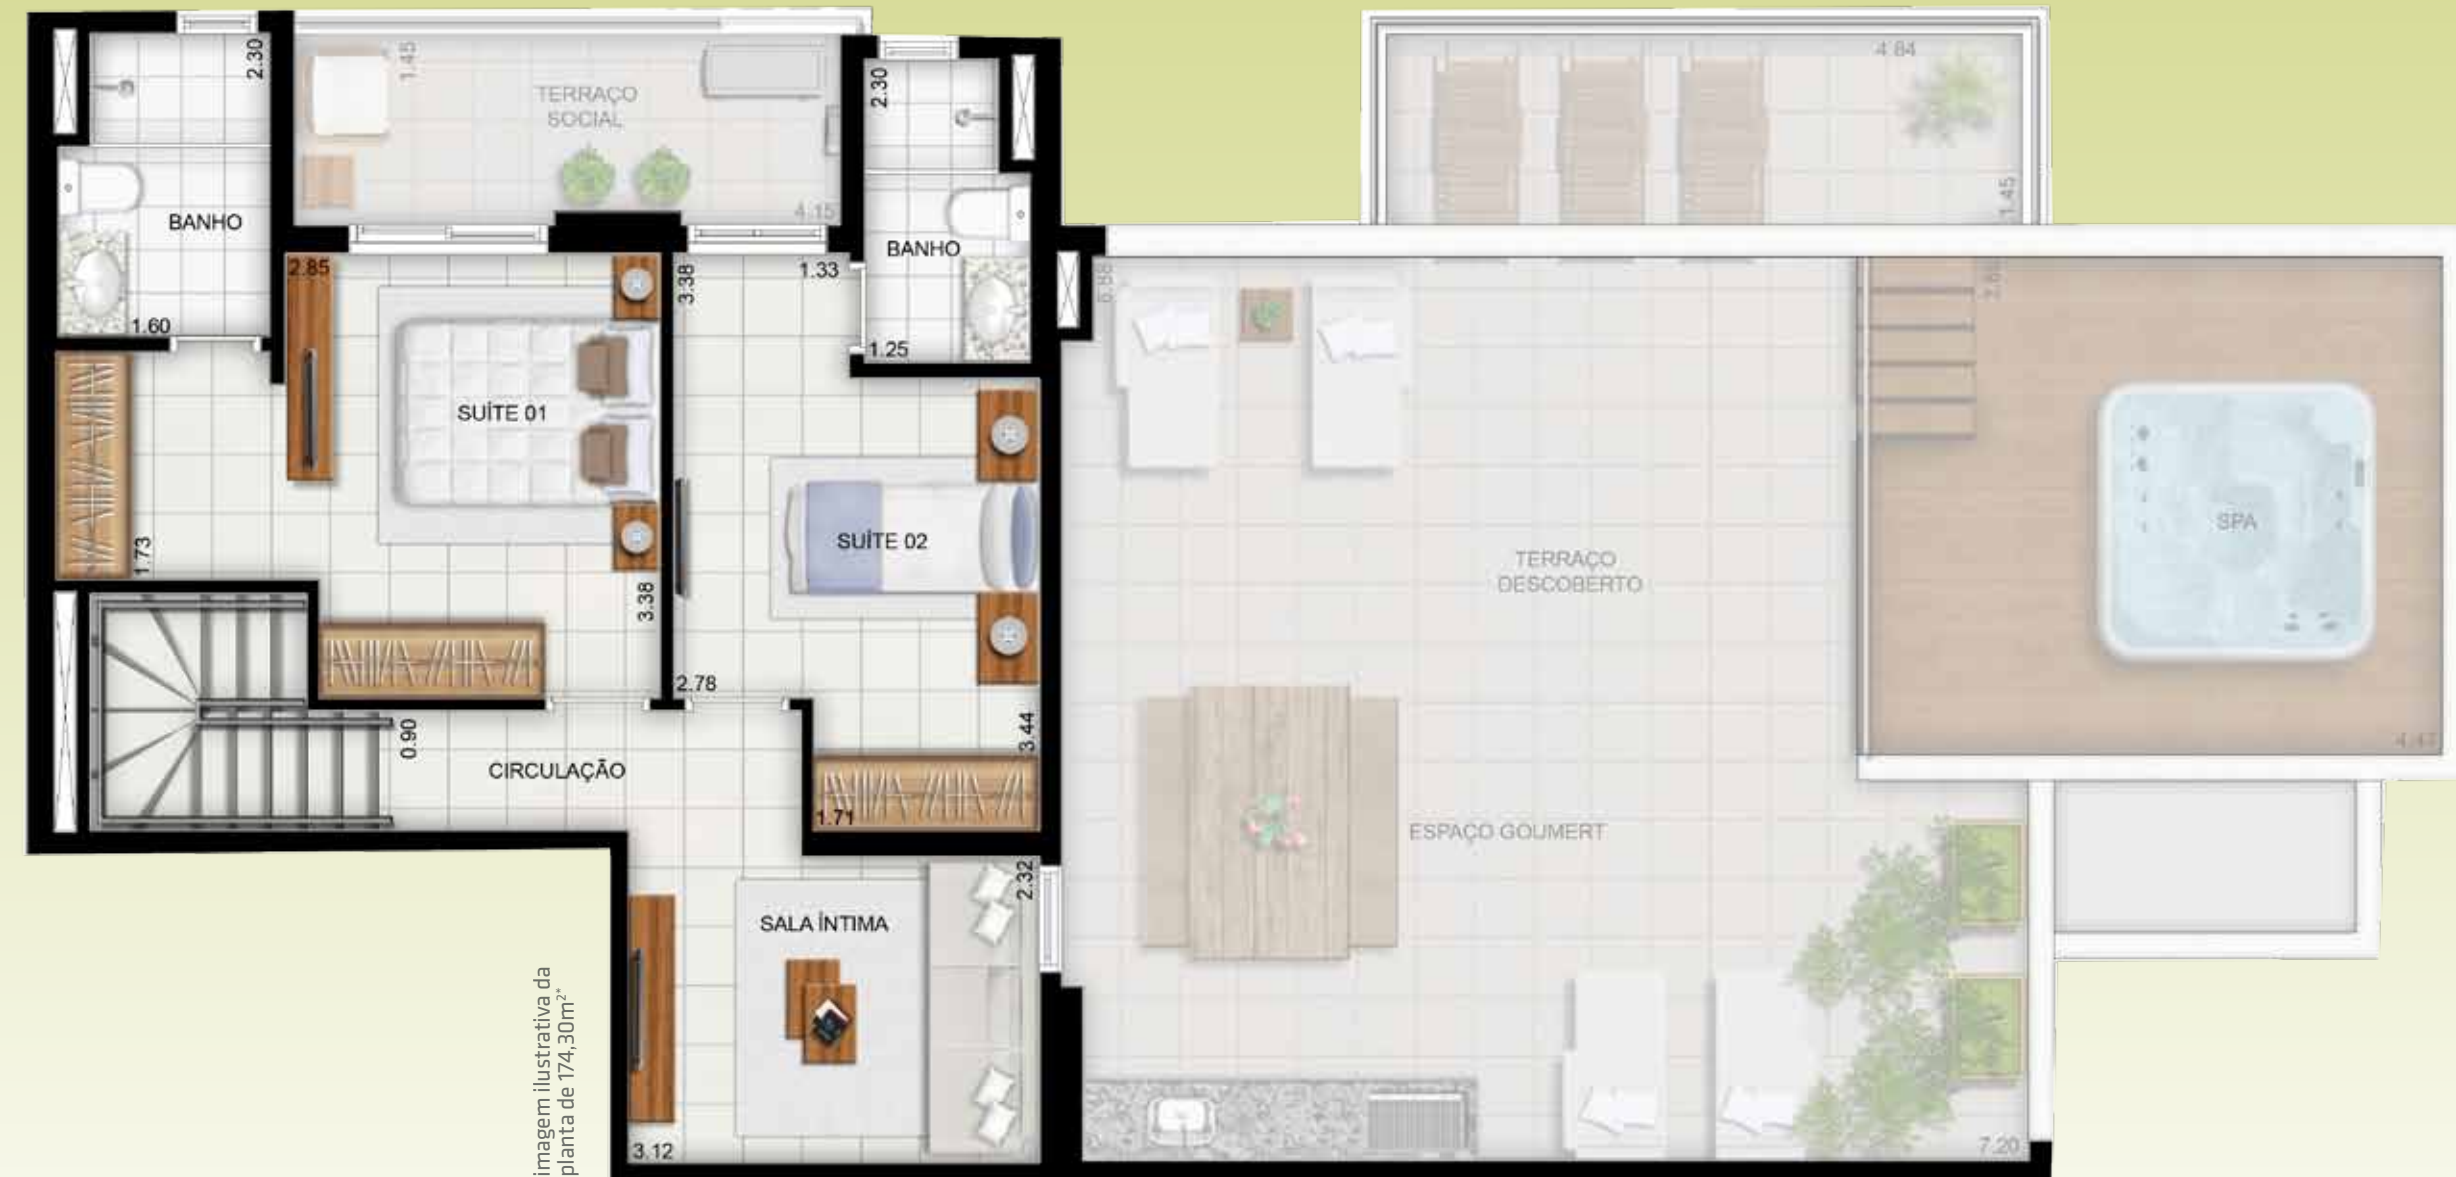 2.30
1.45
TERRAÇO
SOCIAL
4.15
2.30
4.84
1.45
BANHO
1.60
BANHO
1.25
2.85
3.38
1.33
SUÍTE 01
1.73
3.38
SUÍTE 02
2.78
3.44
1.71
0.90
CIRCULAÇÃO
SALA ÍNTIMA
2.32
3.12
TERRAÇO
DESCOBERTO
SPA
ESPAÇO GOUMERT
7.20
imagem ilustrativa da
planta de 174,30m²*